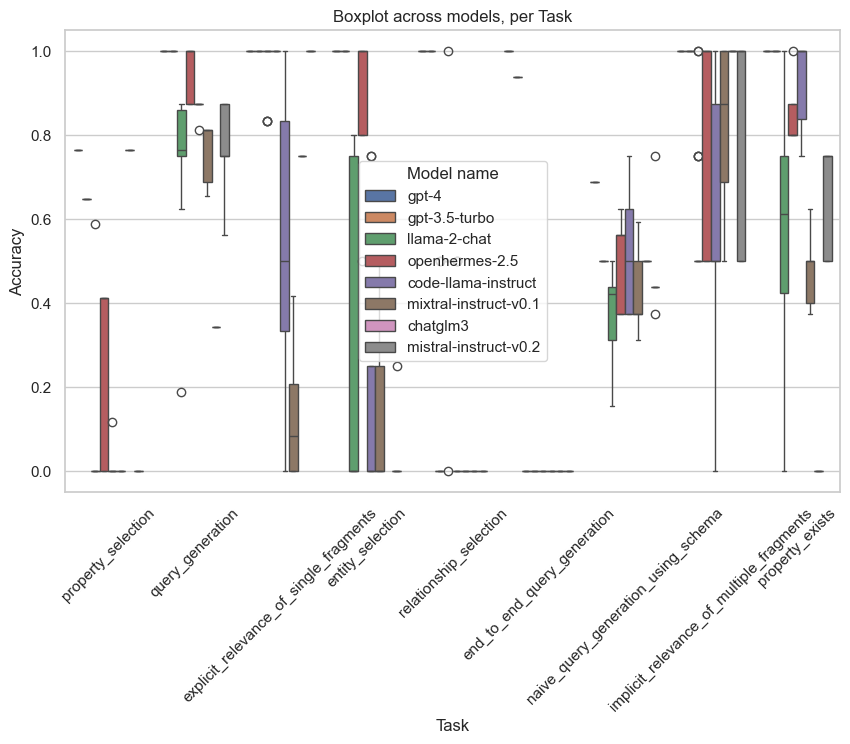 Boxplot across models, per Task
Accuracy
1.0
0.8
0.6
0.4
0.2
0.0
Model name
gpt-4
gpt-3.5-turbo
llama-2-chat
openhermes-2.5
code-llama-instruct
mixtral-instruct-v0.1
chatglm3
mistral-instruct-v0.2
property_selection
query_generation
explicit_relevance_of_single_fragments
entity_selection
relationship_selection
end_to_end_query_generation
naive_query_generation_using_schema
implicit_relevance_of_multiple_fragments
property_exists
Task